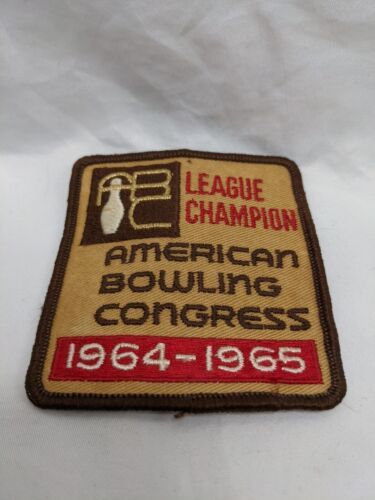 ABC
LEAGUE
CHAMPION
AMERICAN
BOWLING
CONGRESS
1964-1965